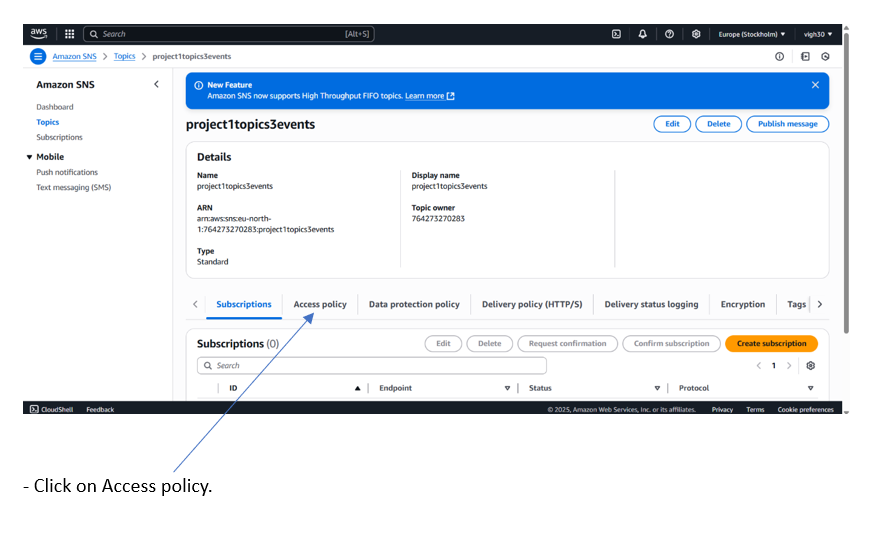 aws
Search [Alt+S] Europe (Stockholm) vigh30
Amazon SNS > Topics > project1topics3events
Amazon SNS
Dashboard
Topics
Subscriptions
Mobile
Push notifications
Text messaging (SMS)
New Feature
Amazon SNS now supports High Throughput FIFO topics. Learn more
project1topics3events
Edit Delete Publish message
Details
Name
project1topics3events
ARN
arn:aws:sns:eu-north-
1:764273270283:project1topics3events
Type
Standard
Display name
project1topics3events
Topic owner
764273270283
Subscriptions Access policy Data protection policy Delivery policy (HTTP/S) Delivery status logging Encryption Tags
Subscriptions (0) Edit Delete Request confirmation Confirm subscription Create subscription
Search 1
ID Endpoint Status Protocol
CloudShell Feedback © 2025, Amazon Web Services, Inc. or its affiliates. Privacy Terms Cookie preferences
- Click on Access policy.